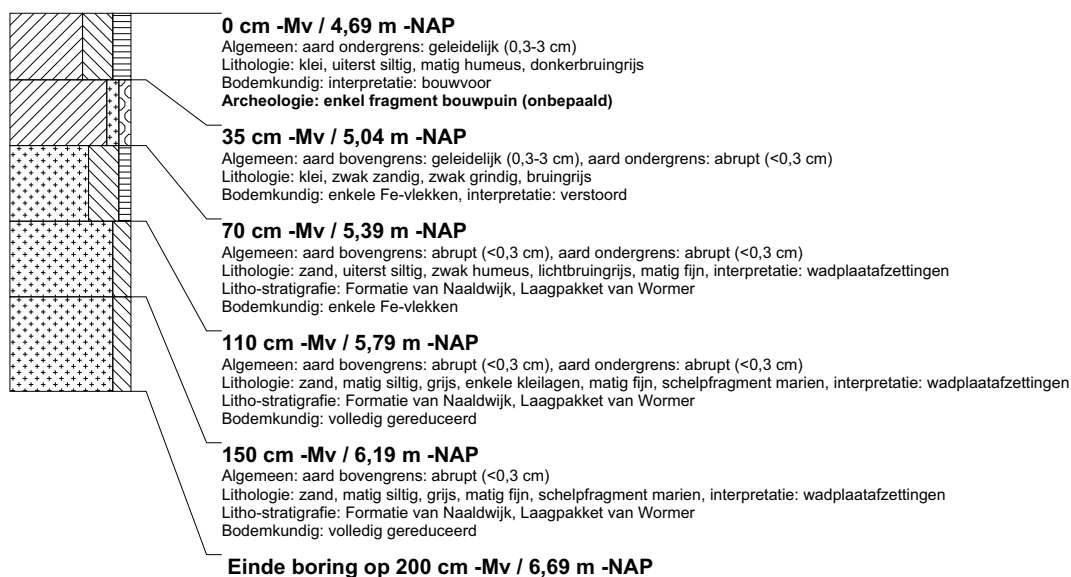 0 cm -Mv / 4,69 m -NAP
Algemeen: aard ondergrens: geleidelijk (0,3-3 cm)
Lithologie: klei, uiterst siltig, matig humeus, donkerbruingrijs
Bodemkundig: interpretatie: bouwvoor
Archeologie: enkel fragment bouwpuin (onbepaald)
35 cm -Mv / 5,04 m -NAP
Algemeen: aard bovengrens: geleidelijk (0,3-3 cm), aard ondergrens: abrupt (<0,3 cm)
Lithologie: klei, zwak zandig, zwak grindig, bruingrijs
Bodemkundig: enkele Fe-vlekken, interpretatie: verstoord
70 cm -Mv / 5,39 m -NAP
Algemeen: aard bovengrens: abrupt (<0,3 cm), aard ondergrens: abrupt (<0,3 cm)
Lithologie: zand, uiterst siltig, zwak humeus, lichtbruingrijs, matig fijn, interpretatie: wadplaatafzettingen
Litho-stratigrafie: Formatie van Naaldwijk, Laagpakket van Wormer
Bodemkundig: enkele Fe-vlekken
110 cm -Mv / 5,79 m -NAP
Algemeen: aard bovengrens: abrupt (<0,3 cm), aard ondergrens: abrupt (<0,3 cm)
Lithologie: zand, matig siltig, grijs, enkele kleilagen, matig fijn, schelpfragment marien, interpretatie: wadplaatafzettingen
Litho-stratigrafie: Formatie van Naaldwijk, Laagpakket van Wormer
Bodemkundig: volledig gereduceerd
150 cm -Mv / 6,19 m -NAP
Algemeen: aard bovengrens: abrupt (<0,3 cm)
Lithologie: zand, matig siltig, grijs, matig fijn, schelpfragment marien, interpretatie: wadplaatafzettingen
Litho-stratigrafie: Formatie van Naaldwijk, Laagpakket van Wormer
Bodemkundig: volledig gereduceerd
Einde boring op 200 cm -Mv / 6,69 m -NAP